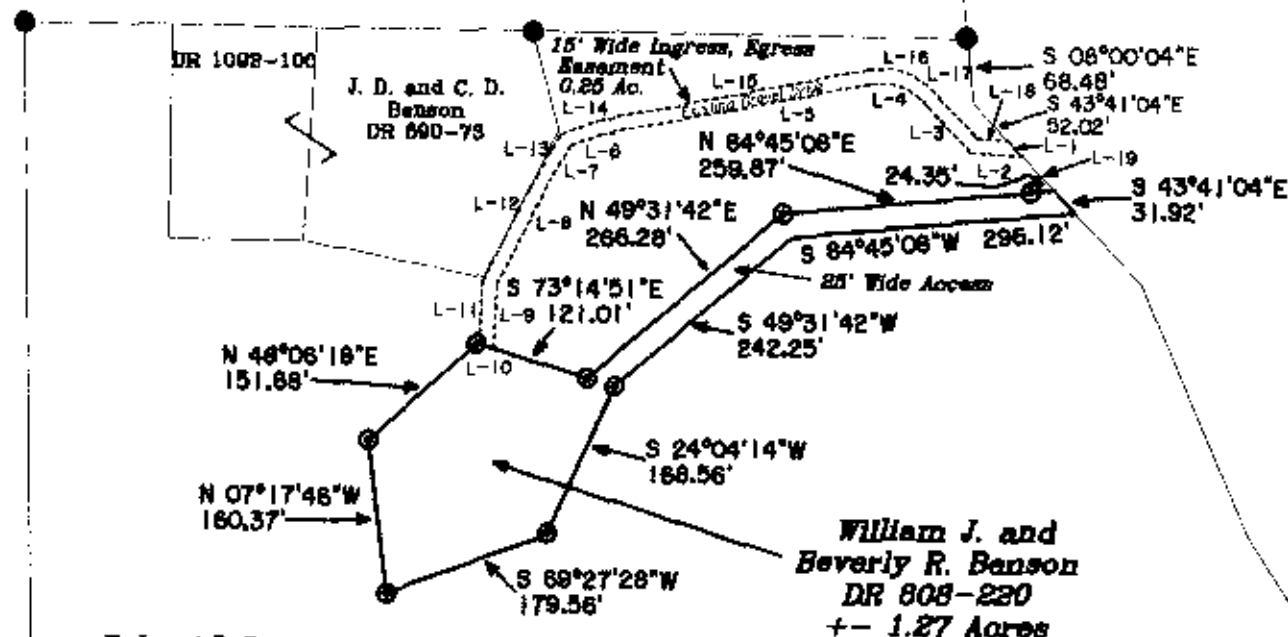 DR 1092-100
J. D. and C. D.
Benson
DR 690-73
15' Wide Ingress, Egress
Easement
0.25 Ac.
L-14
L-15
L-16
L-17
L-18
S 06°00'04"E
68.48'
S 43°41'04"E
52.02'
L-1
L-19
L-2
L-3
L-4
L-5
L-6
L-7
L-8
L-9
L-10
L-11
L-12
L-13
N 84°45'08"E
259.87'
24.35'
S 43°41'04"E
31.92'
N 49°31'42"E
266.28'
S 84°45'08"W
296.12'
25' Wide Access
S 73°14'51"E
121.01'
S 49°31'42"W
242.25'
N 48°06'18"E
151.88'
S 24°04'14"W
168.56'
N 07°17'46"W
160.37'
S 69°27'28"W
179.56'
William J. and
Beverly R. Benson
DR 808-220
+- 1.27 Acres